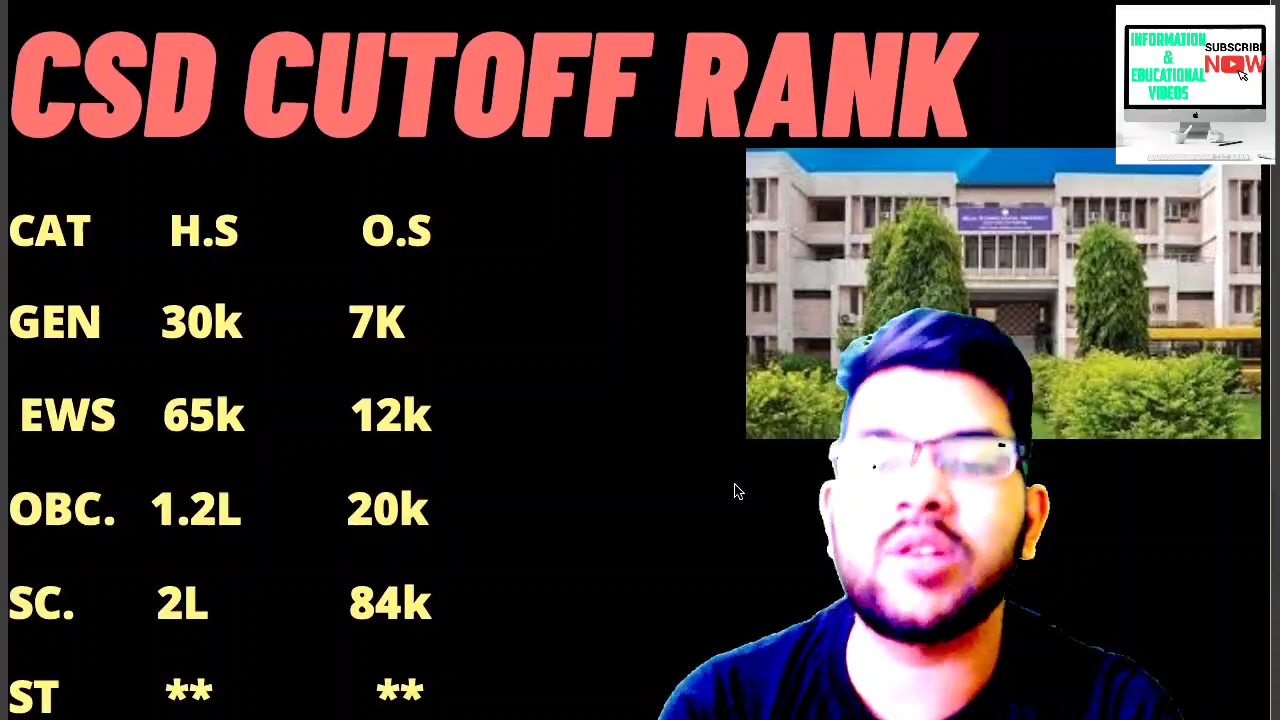 CSD CUTOFF RANK
INFORMATION
&
EDUCATIONAL
VIDEOS
SUBSCRIBE
NOW
CAT H.S O.S
GEN 30k 7K
EWS 65k 12k
OBC. 1.2L 20k
SC. 2L 84k
ST ** **